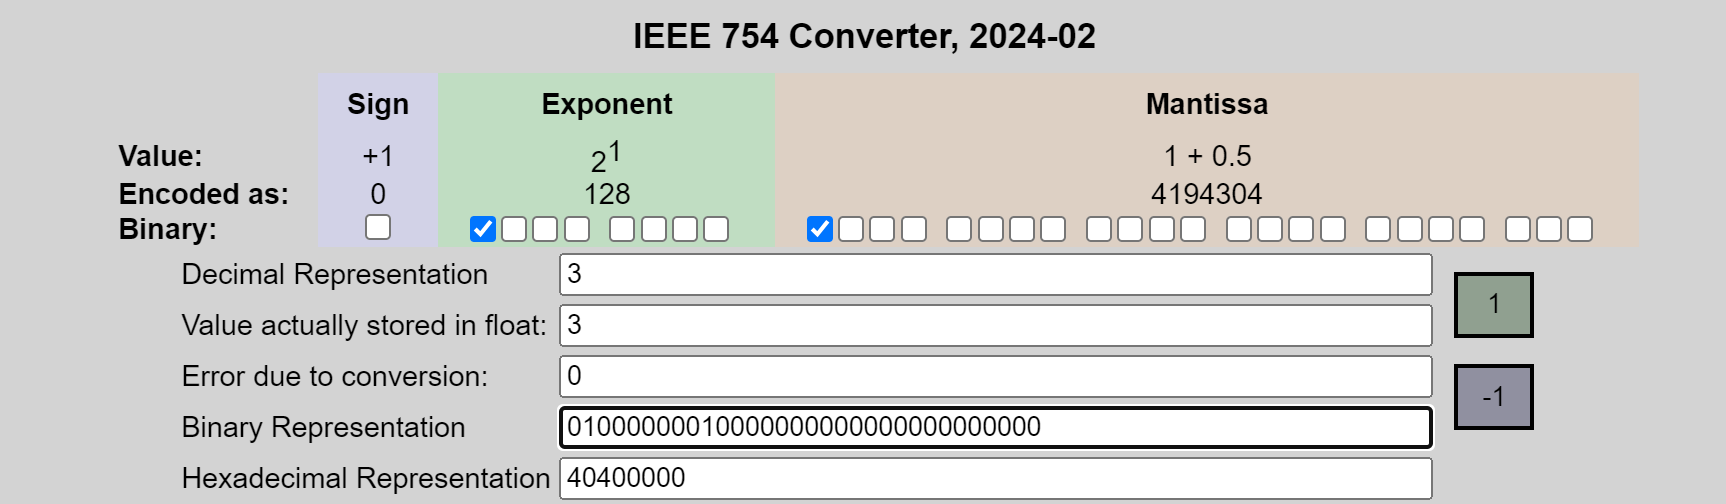 IEEE 754 Converter, 2024-02
Sign Exponent Mantissa
Value: +1 2^1 1 + 0.5
Encoded as: 0 128 4194304
Binary:
Decimal Representation 3
Value actually stored in float: 3
1
Error due to conversion: 0
-1
Binary Representation 01000000010000000000000000000000
Hexadecimal Representation 40400000